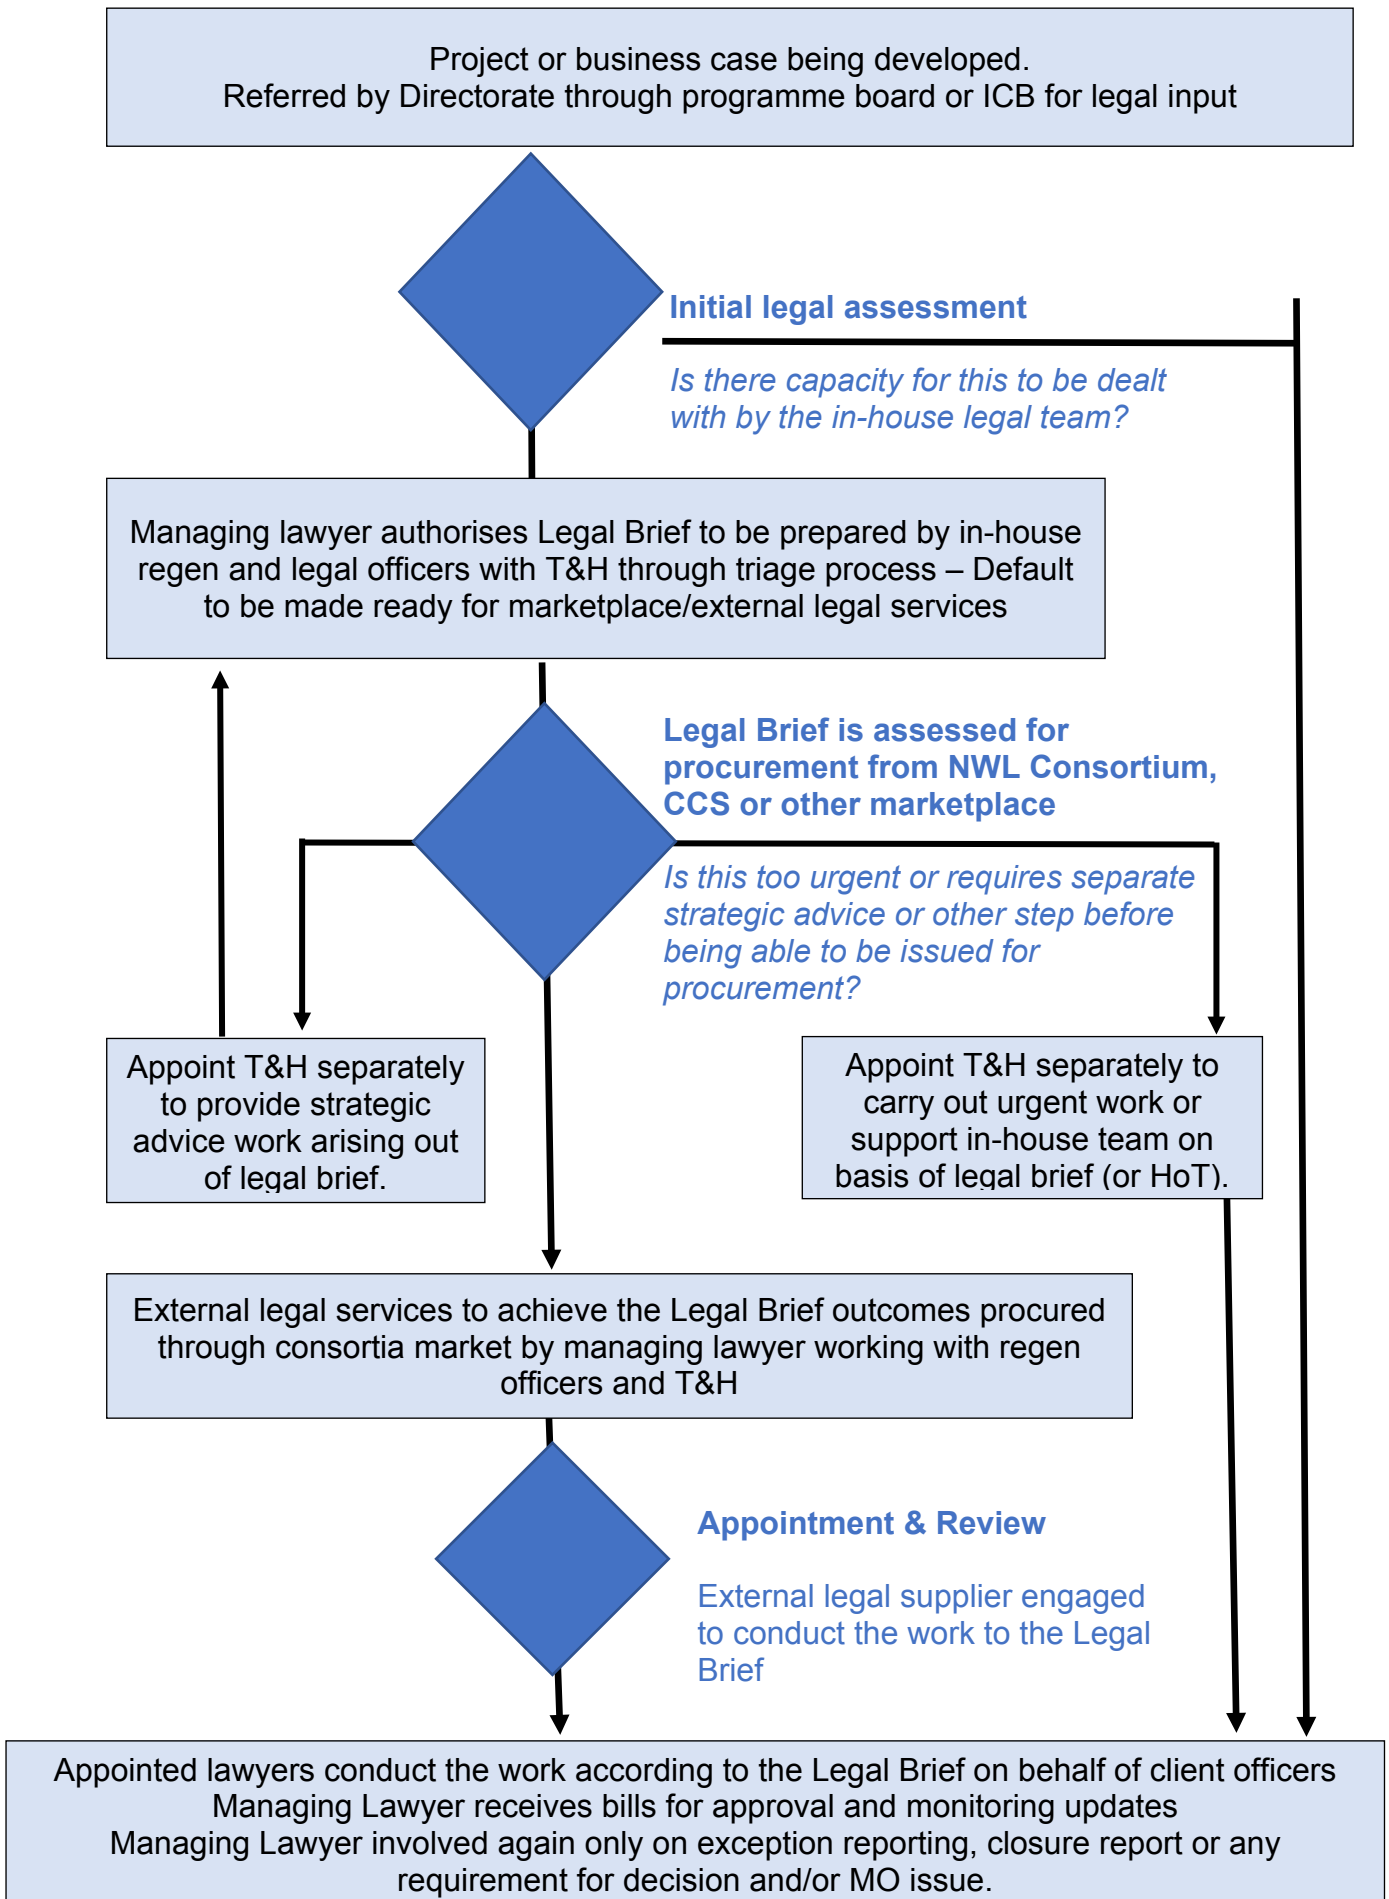 Project or business case being developed.
Referred by Directorate through programme board or ICB for legal input
Initial legal assessment
Is there capacity for this to be dealt
with by the in-house legal team?
Managing lawyer authorises Legal Brief to be prepared by in-house
regen and legal officers with T&H through triage process – Default
to be made ready for marketplace/external legal services
Legal Brief is assessed for
procurement from NWL Consortium,
CCS or other marketplace
Is this too urgent or requires separate
strategic advice or other step before
being able to be issued for
procurement?
Appoint T&H separately
to provide strategic
advice work arising out
of legal brief.
Appoint T&H separately to
carry out urgent work or
support in-house team on
basis of legal brief (or HoT).
External legal services to achieve the Legal Brief outcomes procured
through consortia market by managing lawyer working with regen
officers and T&H
Appointment & Review
External legal supplier engaged
to conduct the work to the Legal
Brief
Appointed lawyers conduct the work according to the Legal Brief on behalf of client officers
Managing Lawyer receives bills for approval and monitoring updates
Managing Lawyer involved again only on exception reporting, closure report or any
requirement for decision and/or MO issue.